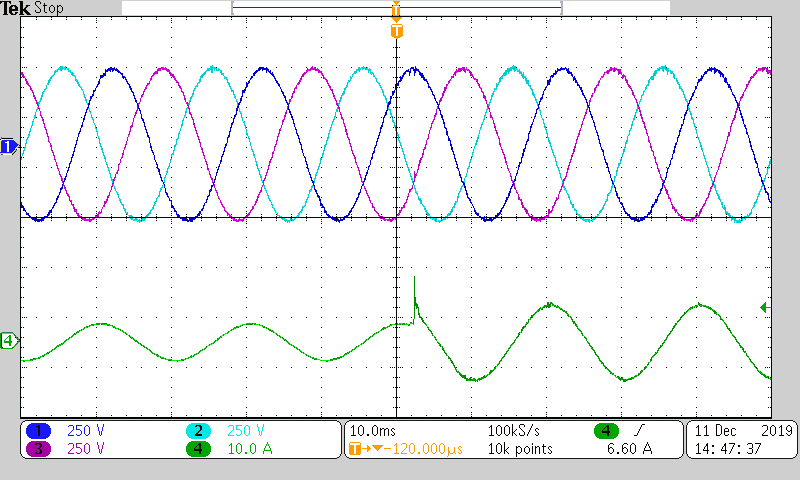 Tek Stop
T
T
1
4
1 250 V 2 250 V
3 250 V 4 10.0 A
10.0ms 100kS/s 4
T→▼-120.000μs 10k points 6.60 A
11 Dec 2019
14:47:37